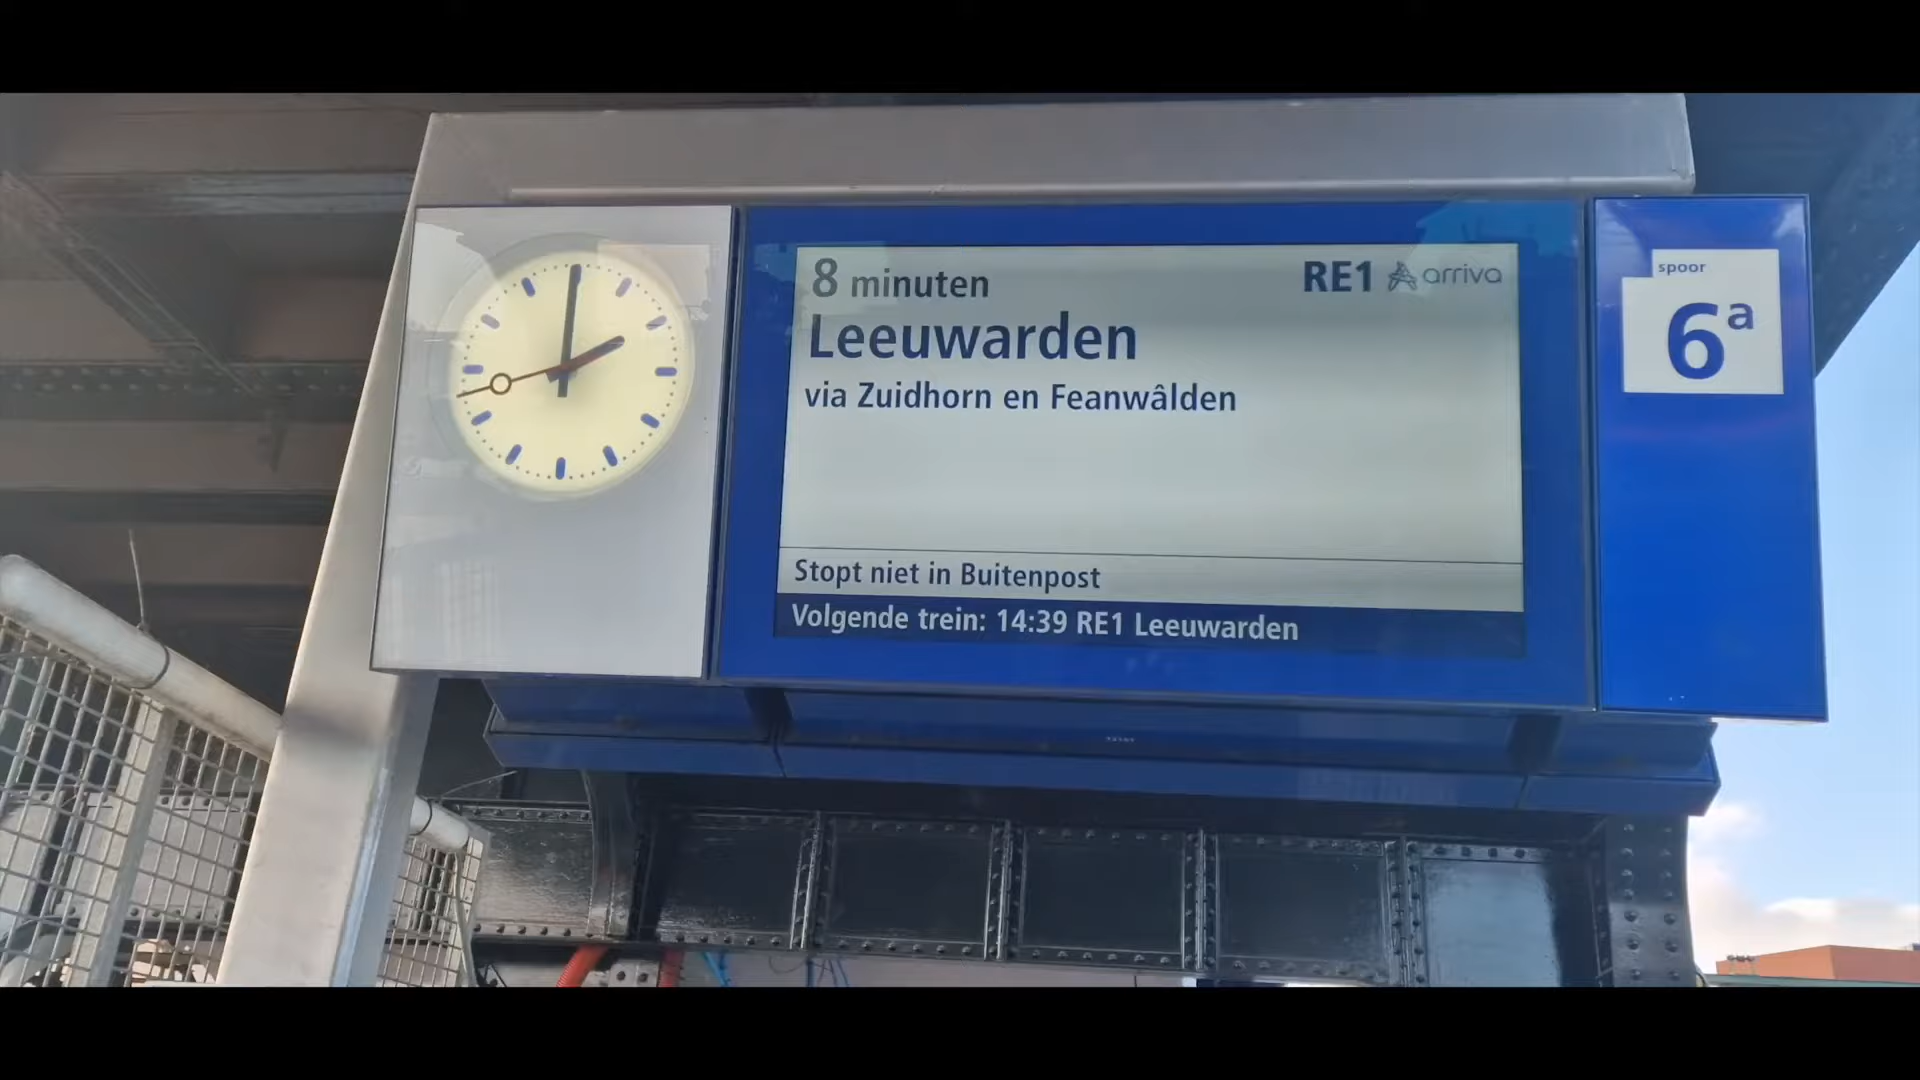 8 minuten
RE1 arriva
Leeuwarden
via Zuidhorn en Feanwâlden
Stopt niet in Buitenpost
Volgende trein: 14:39 RE1 Leeuwarden
spoor
6a